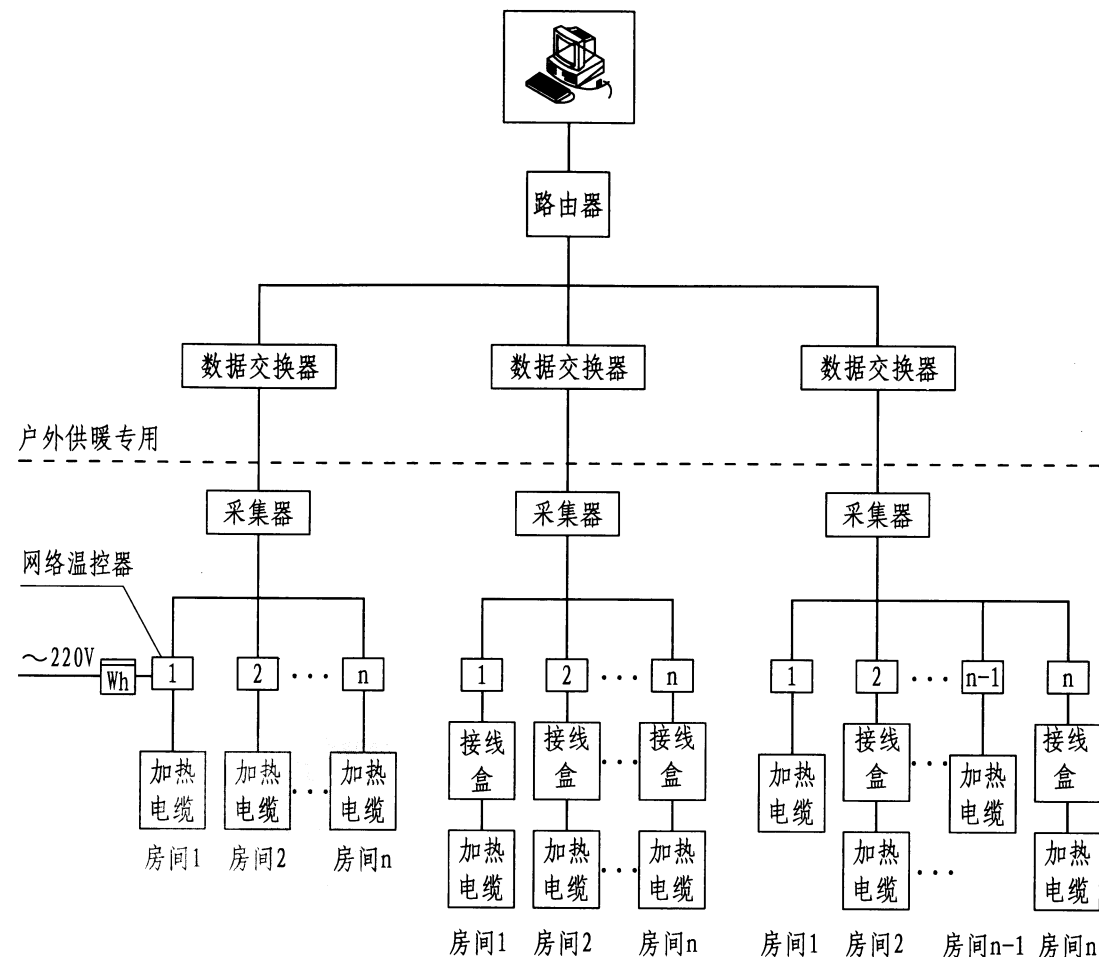 路由器
数据交换器
数据交换器
数据交换器
户外供暖专用
采集器
采集器
采集器
网络温控器
～220V
Wh
1
2
···
n
1
2
···
n
1
2
···
n-1
n
加热
电缆
加热
电缆
···
加热
电缆
房间1
房间2
房间n
接线
盒
接线
盒
···
接线
盒
加热
电缆
加热
电缆
···
加热
电缆
房间1
房间2
房间n
加热
电缆
接线
盒
···
加热
电缆
接线
盒
加热
电缆
···
加热
电缆
房间1
房间2
房间n-1
房间n